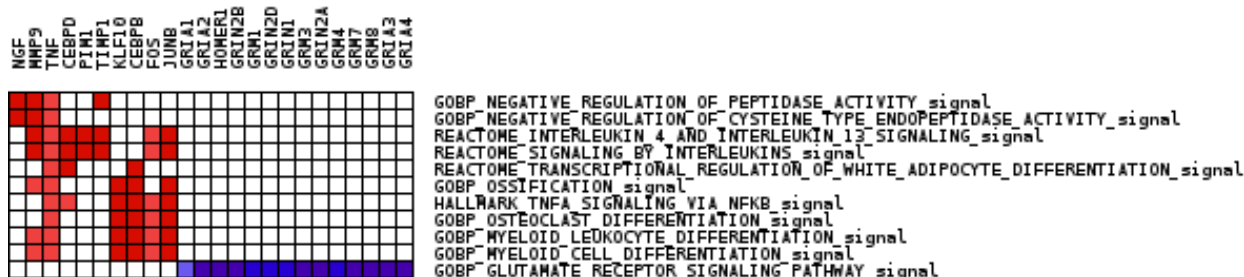 NGF
MMP9
TNF
CEBPD
PIM1
TIMP1
KLF10
CEBPB
FOS
JUNB
GRIA1
GRIA2
HOMER1
GRIN2B
GRM1
GRIN2D
GRIN1
GRM3
GRIN2A
GRM4
GRM7
GRM8
GRIA3
GRIA4
GOBP_NEGATIVE_REGULATION_OF_PEPTIDASE_ACTIVITY_signal
GOBP_NEGATIVE_REGULATION_OF_CYSTEINE_TYPE_ENDOPEPTIDASE_ACTIVITY_signal
REACTOME_INTERLEUKIN_4_AND_INTERLEUKIN_13_SIGNALING_signal
REACTOME_SIGNALING_BY_INTERLEUKINS_signal
REACTOME_TRANSCRIPTIONAL_REGULATION_OF_WHITE_ADIPOCYTE_DIFFERENTIATION_signal
GOBP_OSSIFICATION_signal
HALLMARK_TNFA_SIGNALING_VIA_NFKB_signal
GOBP_OSTEOCLAST_DIFFERENTIATION_signal
GOBP_MYELOID_LEUKOCYTE_DIFFERENTIATION_signal
GOBP_MYELOID_CELL_DIFFERENTIATION_signal
GOBP_GLUTAMATE_RECEPTOR_SIGNALING_PATHWAY_signal